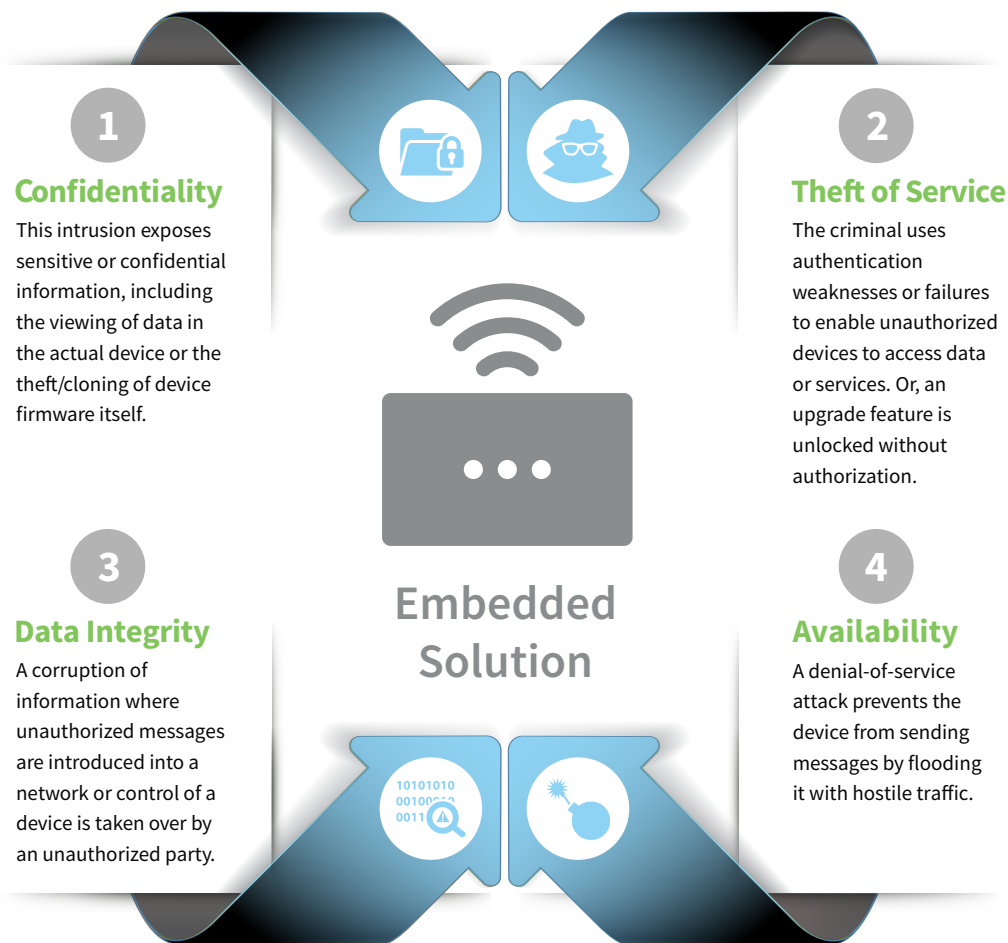 1
Confidentiality
This intrusion exposes
sensitive or confidential
information, including
the viewing of data in
the actual device or the
theft/cloning of device
firmware itself.
2
Theft of Service
The criminal uses
authentication
weaknesses or failures
to enable unauthorized
devices to access data
or services. Or, an
upgrade feature is
unlocked without
authorization.
Embedded
Solution
3
Data Integrity
A corruption of
information where
unauthorized messages
are introduced into a
network or control of a
device is taken over by
an unauthorized party.
10101010
0010
0011
4
Availability
A denial-of-service
attack prevents the
device from sending
messages by flooding
it with hostile traffic.